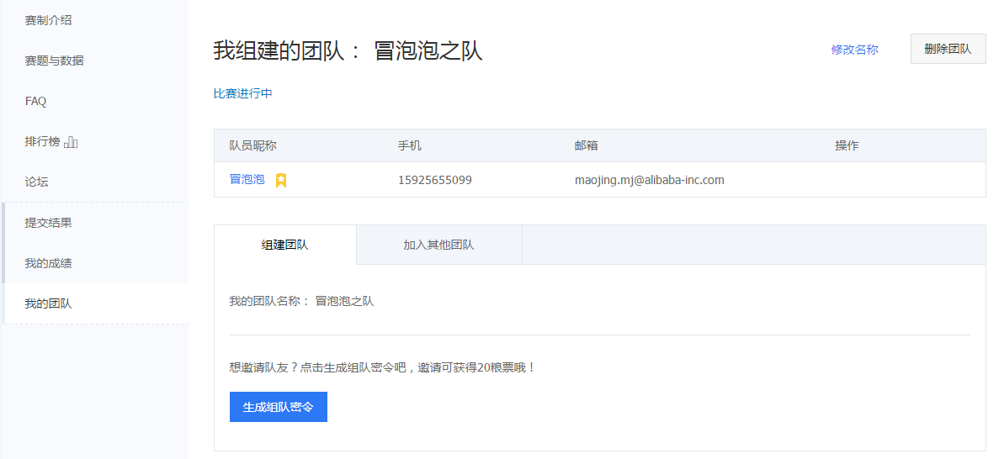 赛制介绍
赛题与数据
FAQ
排行榜
论坛
提交结果
我的成绩
我的团队
我组建的团队： 冒泡泡之队
修改名称
删除团队
比赛进行中
队员昵称 手机 邮箱 操作
冒泡泡 15925655099 maojing.mj@alibaba-inc.com
组建团队 加入其他团队
我的团队名称： 冒泡泡之队
想邀请队友？点击生成组队密令吧，邀请可获得20粮票哦！
生成组队密令